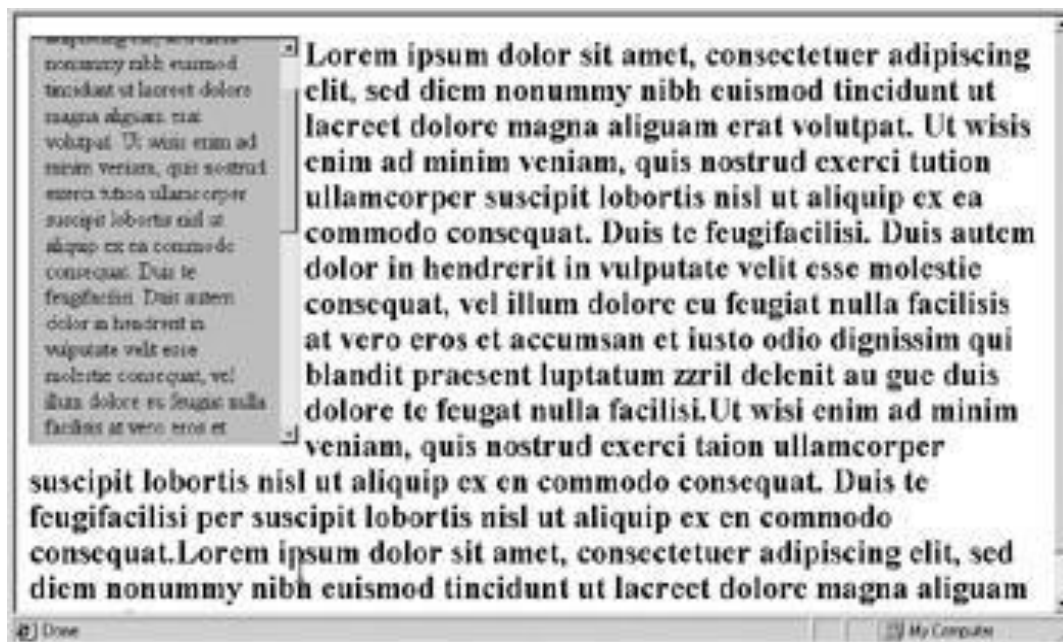 nonummy nibh euismod
tincidunt ut lacreet dolore
magna aliguam erat
volutpat. Ut wisis enim ad
minim veniam, quis nostrud
exerci tution ullamcorper
suscipit lobortis nisl ut
aliquip ex ea commodo
consequat. Duis te
feugifacilisi. Duis autem
dolor in hendrerit in
vulputate velit esse
molestie consequat, vel
illum dolore eu feugiat nulla
facilisis at vero eros et
Lorem ipsum dolor sit amet, consectetuer adipiscing
elit, sed diem nonummy nibh euismod tincidunt ut
lacreet dolore magna aliguam erat volutpat. Ut wisis
enim ad minim veniam, quis nostrud exerci tution
ullamcorper suscipit lobortis nisl ut aliquip ex ea
commodo consequat. Duis te feugifacilisi. Duis autem
dolor in hendrerit in vulputate velit esse molestie
consequat, vel illum dolore eu feugiat nulla facilisis
at vero eros et accumsan et iusto odio dignissim qui
blandit praesent luptatum zzril delenit au gue duis
dolore te feugat nulla facilisi.Ut wisi enim ad minim
veniam, quis nostrud exerci taion ullamcorper
suscipit lobortis nisl ut aliquip ex en commodo consequat. Duis te
feugifacilisi per suscipit lobortis nisl ut aliquip ex en commodo
consequat.Lorem ipsum dolor sit amet, consectetuer adipiscing elit, sed
diem nonummy nibh euismod tincidunt ut lacreet dolore magna aliguam
Done
My Computer